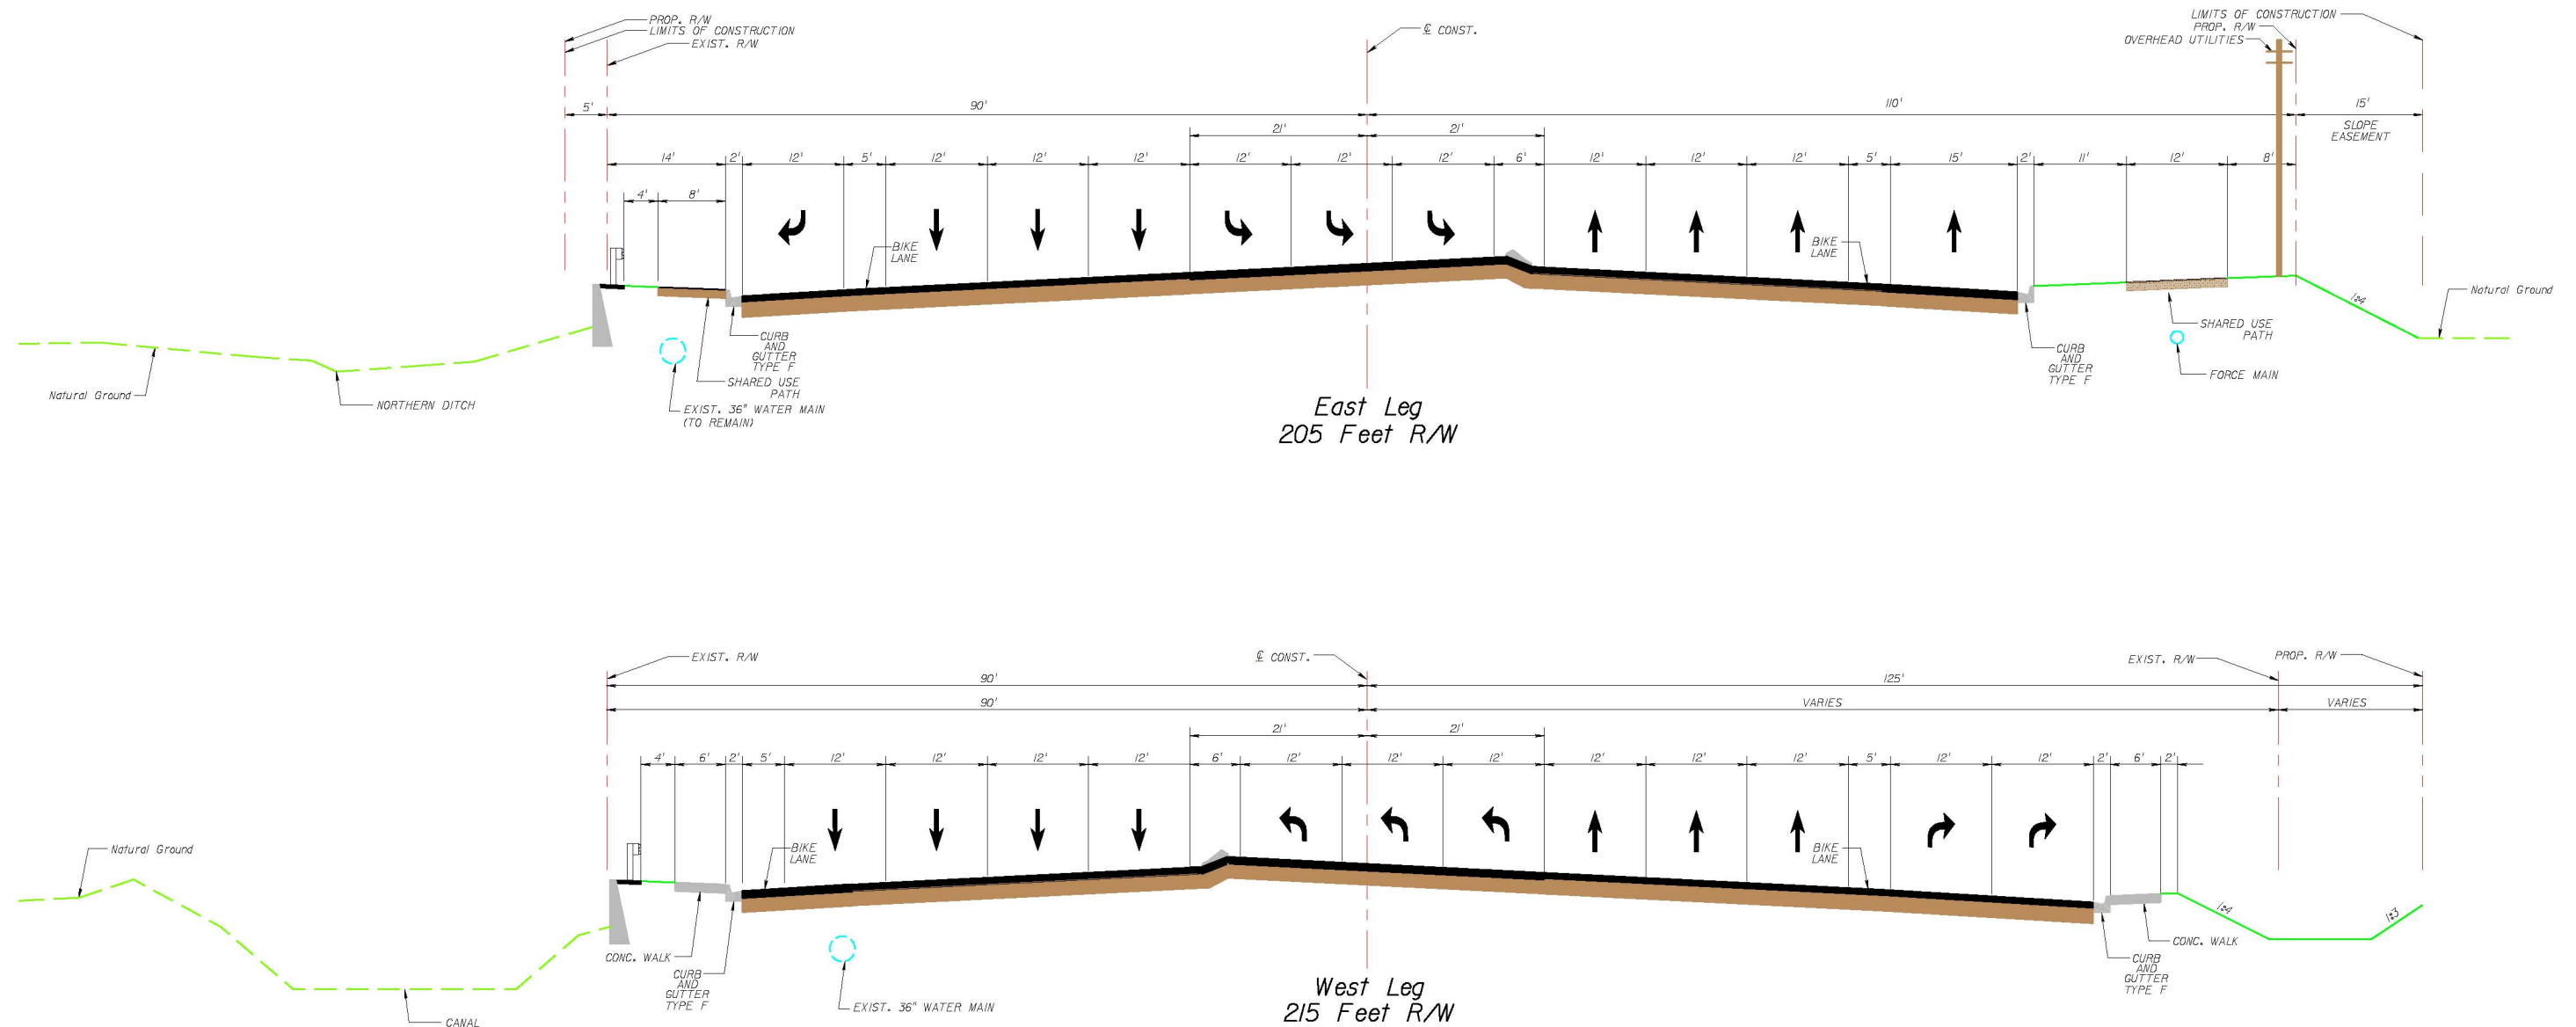 PROP. R/W
LIMITS OF CONSTRUCTION
EXIST. R/W
℄ CONST.
LIMITS OF CONSTRUCTION
PROP. R/W
OVERHEAD UTILITIES
5'
90'
110'
15'
SLOPE
EASEMENT
21'
21'
14'
2'
12'
5'
12'
12'
12'
12'
12'
12'
6'
12'
12'
12'
5'
15'
2'
11'
12'
8'
4'
8'
BIKE
LANE
BIKE
LANE
1:4
Natural Ground
Natural Ground
NORTHERN DITCH
CURB
AND
GUTTER
TYPE F
SHARED USE
PATH
EXIST. 36" WATER MAIN
(TO REMAIN)
CURB
AND
GUTTER
TYPE F
SHARED USE
PATH
FORCE MAIN
East Leg
205 Feet R/W
EXIST. R/W
℄ CONST.
EXIST. R/W
PROP. R/W
90'
125'
90'
VARIES
VARIES
21'
21'
4'
6'
2'
5'
12'
12'
12'
12'
6'
12'
12'
12'
12'
12'
12'
5'
12'
12'
2'
6'
2'
Natural Ground
BIKE
LANE
BIKE
LANE
1:4
1:3
CONC. WALK
CURB
AND
GUTTER
TYPE F
EXIST. 36" WATER MAIN
CANAL
CONC. WALK
CURB
AND
GUTTER
TYPE F
West Leg
215 Feet R/W